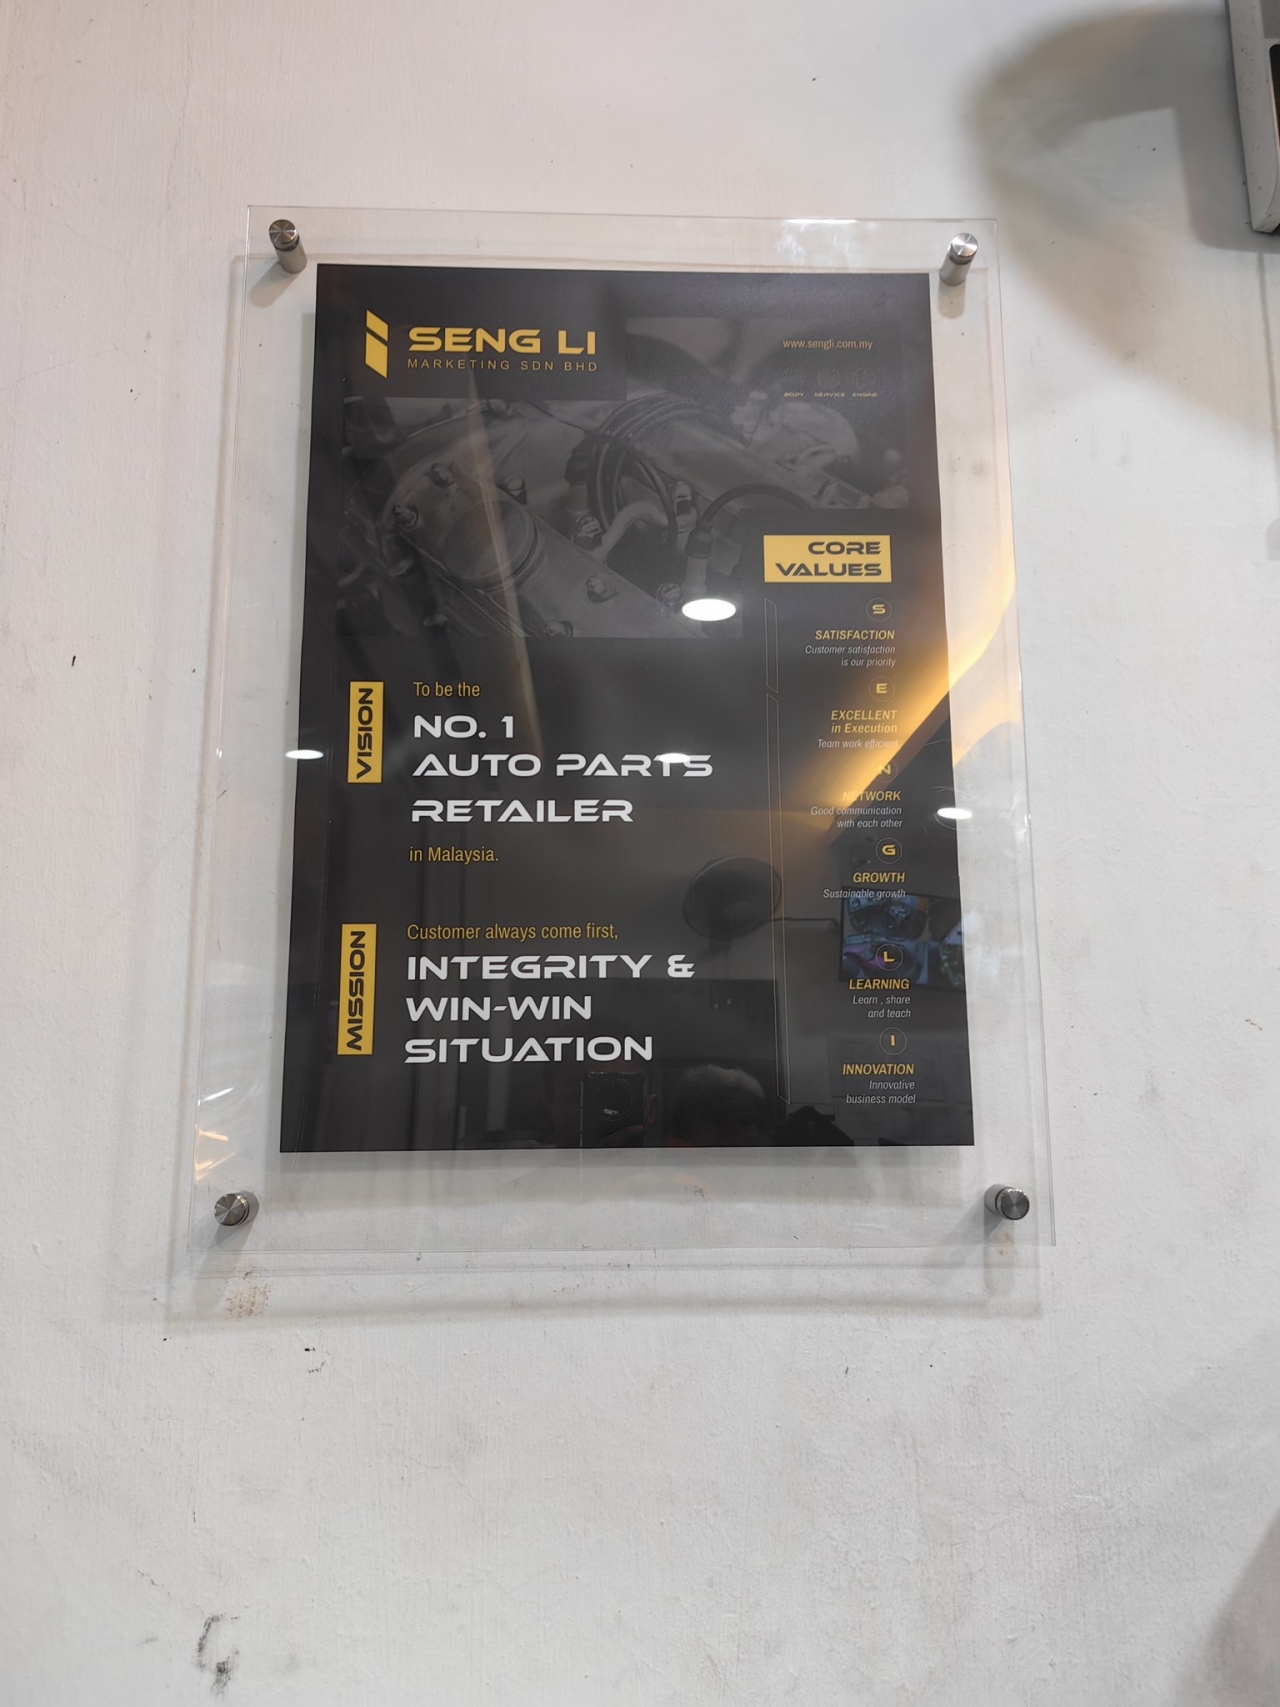 SENG LI
MARKETING SDN BHD
www.sengli.com.my
BODY SERVICE ENGINE
VISION
To be the
NO. 1
AUTO PARTS
RETAILER
in Malaysia.
MISSION
Customer always come first,
INTEGRITY &
WIN-WIN
SITUATION
CORE
VALUES
S
SATISFACTION
Customer satisfaction
is our priority
E
EXCELLENT
in Execution
Team work efficient
N
NETWORK
Good communication
with each other
G
GROWTH
Sustainable growth
L
LEARNING
Learn , share
and teach
I
INNOVATION
Innovative
business model